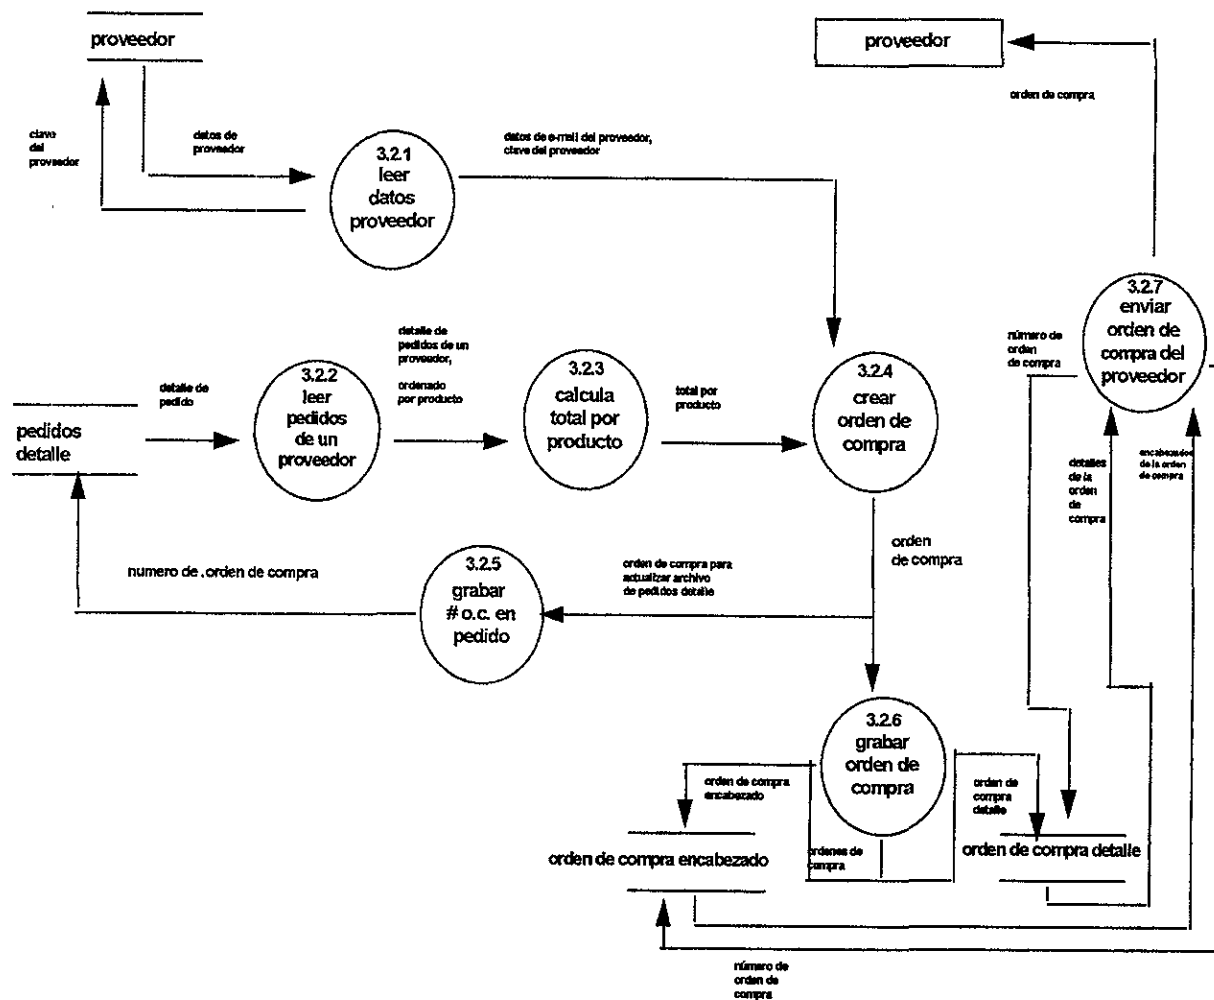 proveedor
proveedor
orden de compra
clave
del
proveedor
datos de
proveedor
datos de e-mail del proveedor,
clave del proveedor
3.2.1
leer
datos
proveedor
3.2.7
enviar
orden de
compra del
proveedor
número de
orden
de compra
detalle de
pedidos de un
proveedor,
ordenado
por producto
detalle de
pedido
3.2.2
leer
pedidos
de un
proveedor
3.2.3
calcula
total por
producto
total por
producto
3.2.4
crear
orden de
compra
pedidos
detalle
detalles
de la
orden
de
compra
encabezados
de la orden
de compra
orden
de compra
numero de .orden de compra
3.2.5
grabar
# o.c. en
pedido
orden de compra para
actualizar archivo
de pedidos detalle
3.2.6
grabar
orden de
compra
orden de compra
encabezado
orden de
compra
detalle
orden de compra encabezado
ordenes de
compra
orden de compra detalle
número de
orden de
compra